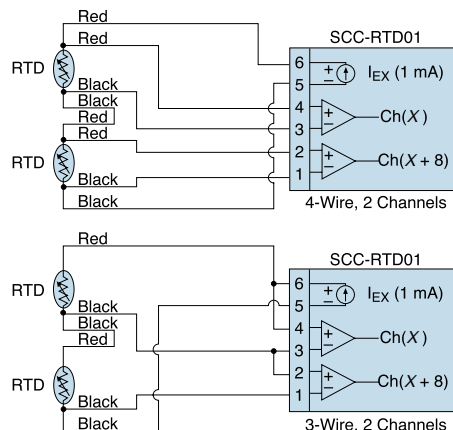 Red
Red
SCC-RTD01
RTD
6
IEX (1 mA)
5
Black
Black
4
Ch(X)
3
Red
Red
RTD
2
Ch(X + 8)
1
Black
Black
4-Wire, 2 Channels
Red
SCC-RTD01
RTD
6
IEX (1 mA)
5
Black
Black
4
Red
Ch(X)
3
RTD
2
Ch(X + 8)
1
Black
Black
3-Wire, 2 Channels